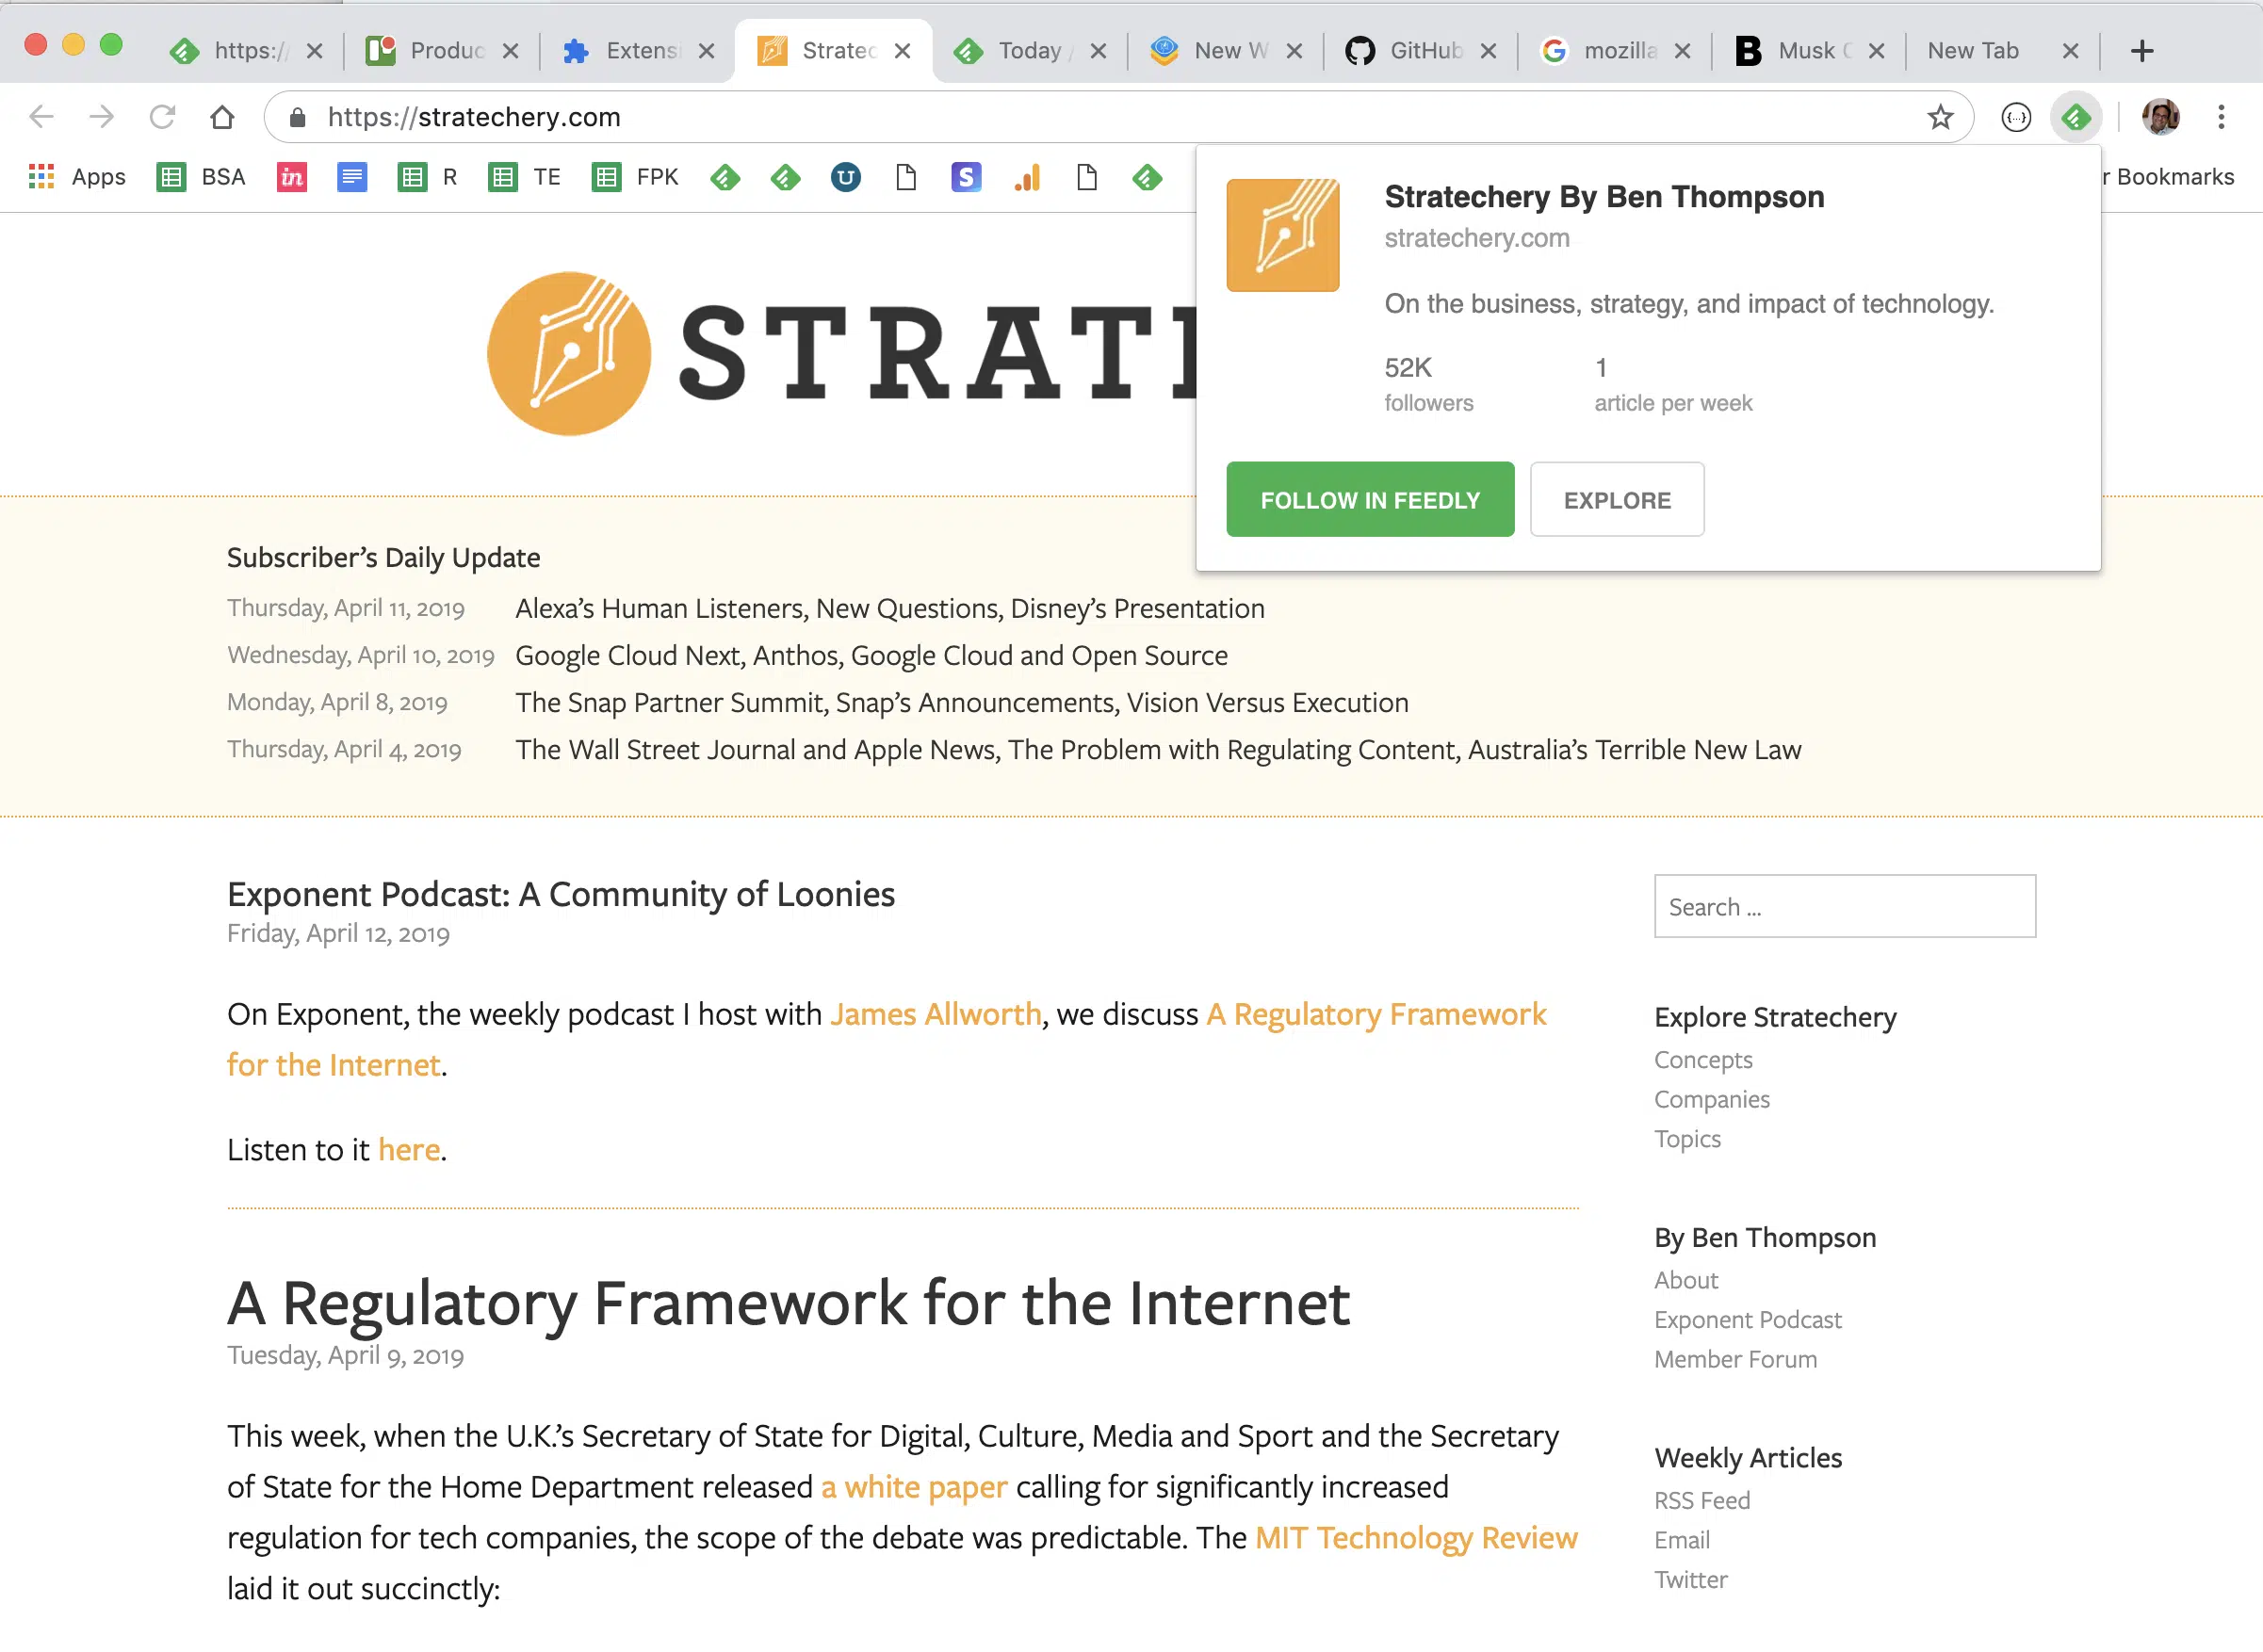 https://
Produc
Extens
Stratec
Today /
New W
GitHub
mozilla
Musk
New Tab
https://stratechery.com
Apps
BSA
in
R
TE
FPK
U
S
r Bookmarks
Stratechery By Ben Thompson
stratechery.com
On the business, strategy, and impact of technology.
52K
followers
1
article per week
FOLLOW IN FEEDLY
EXPLORE
STRATE
Subscriber’s Daily Update
Thursday, April 11, 2019 Alexa’s Human Listeners, New Questions, Disney’s Presentation
Wednesday, April 10, 2019 Google Cloud Next, Anthos, Google Cloud and Open Source
Monday, April 8, 2019 The Snap Partner Summit, Snap’s Announcements, Vision Versus Execution
Thursday, April 4, 2019 The Wall Street Journal and Apple News, The Problem with Regulating Content, Australia’s Terrible New Law
Exponent Podcast: A Community of Loonies
Friday, April 12, 2019
On Exponent, the weekly podcast I host with James Allworth, we discuss A Regulatory Framework
for the Internet.
Listen to it here.
A Regulatory Framework for the Internet
Tuesday, April 9, 2019
This week, when the U.K.’s Secretary of State for Digital, Culture, Media and Sport and the Secretary
of State for the Home Department released a white paper calling for significantly increased
regulation for tech companies, the scope of the debate was predictable. The MIT Technology Review
laid it out succinctly:
Search ...
Explore Stratechery
Concepts
Companies
Topics
By Ben Thompson
About
Exponent Podcast
Member Forum
Weekly Articles
RSS Feed
Email
Twitter